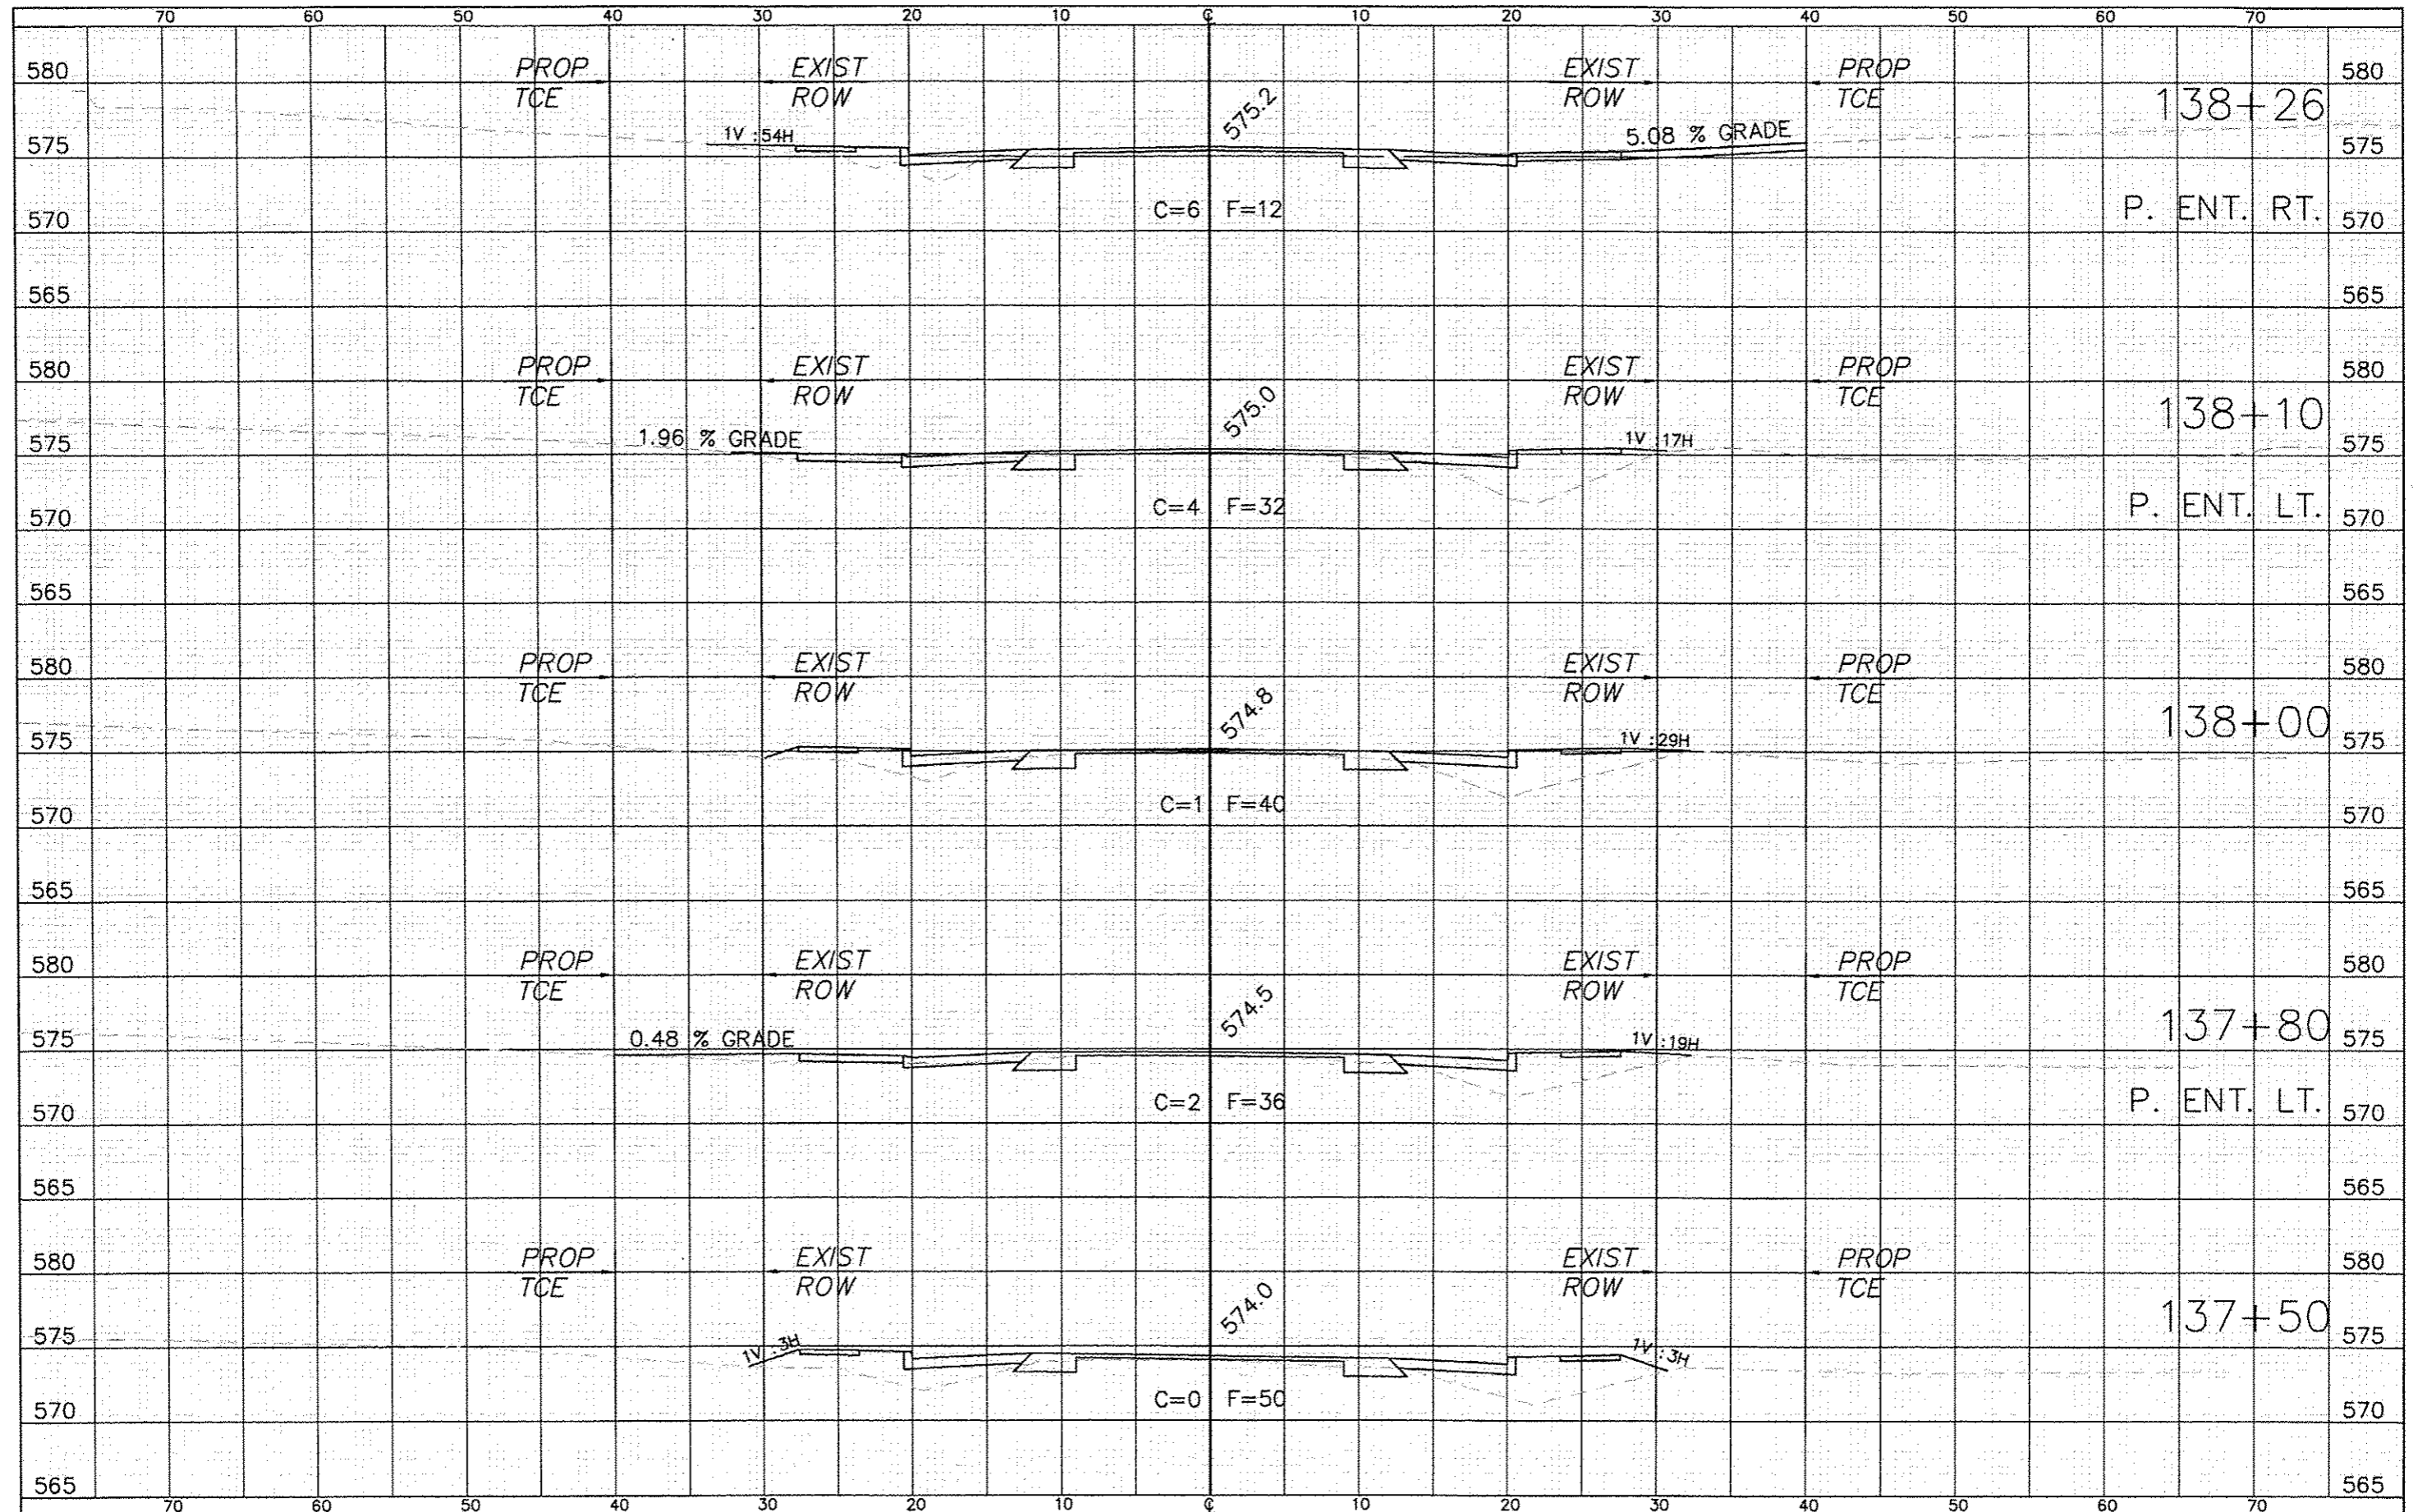 70 60 50 40 30 20 10 ℄ 10 20 30 40 50 60 70
580 PROP EXIST EXIST PROP 580
TCE ROW ROW TCE
138+26
575.2
575 1V :54H 5.08 % GRADE 575
C=6 F=12
P. ENT. RT.
570 570
565 565
580 PROP EXIST EXIST PROP 580
TCE ROW ROW TCE
138+10
575.0
575 1.96 % GRADE 1V :17H 575
C=4 F=32
P. ENT. LT.
570 570
565 565
580 PROP EXIST EXIST PROP 580
TCE ROW ROW TCE
138+00
574.8
575 1V :29H 575
C=1 F=40
570 570
565 565
580 PROP EXIST EXIST PROP 580
TCE ROW ROW TCE
137+80
574.5
575 0.48 % GRADE 1V :19H 575
C=2 F=36
P. ENT. LT.
570 570
565 565
580 PROP EXIST EXIST PROP 580
TCE ROW ROW TCE
137+50
574.0
575 1V :3H 1V :3H 575
C=0 F=50
570 570
565 565
70 60 50 40 30 20 10 ℄ 10 20 30 40 50 60 70